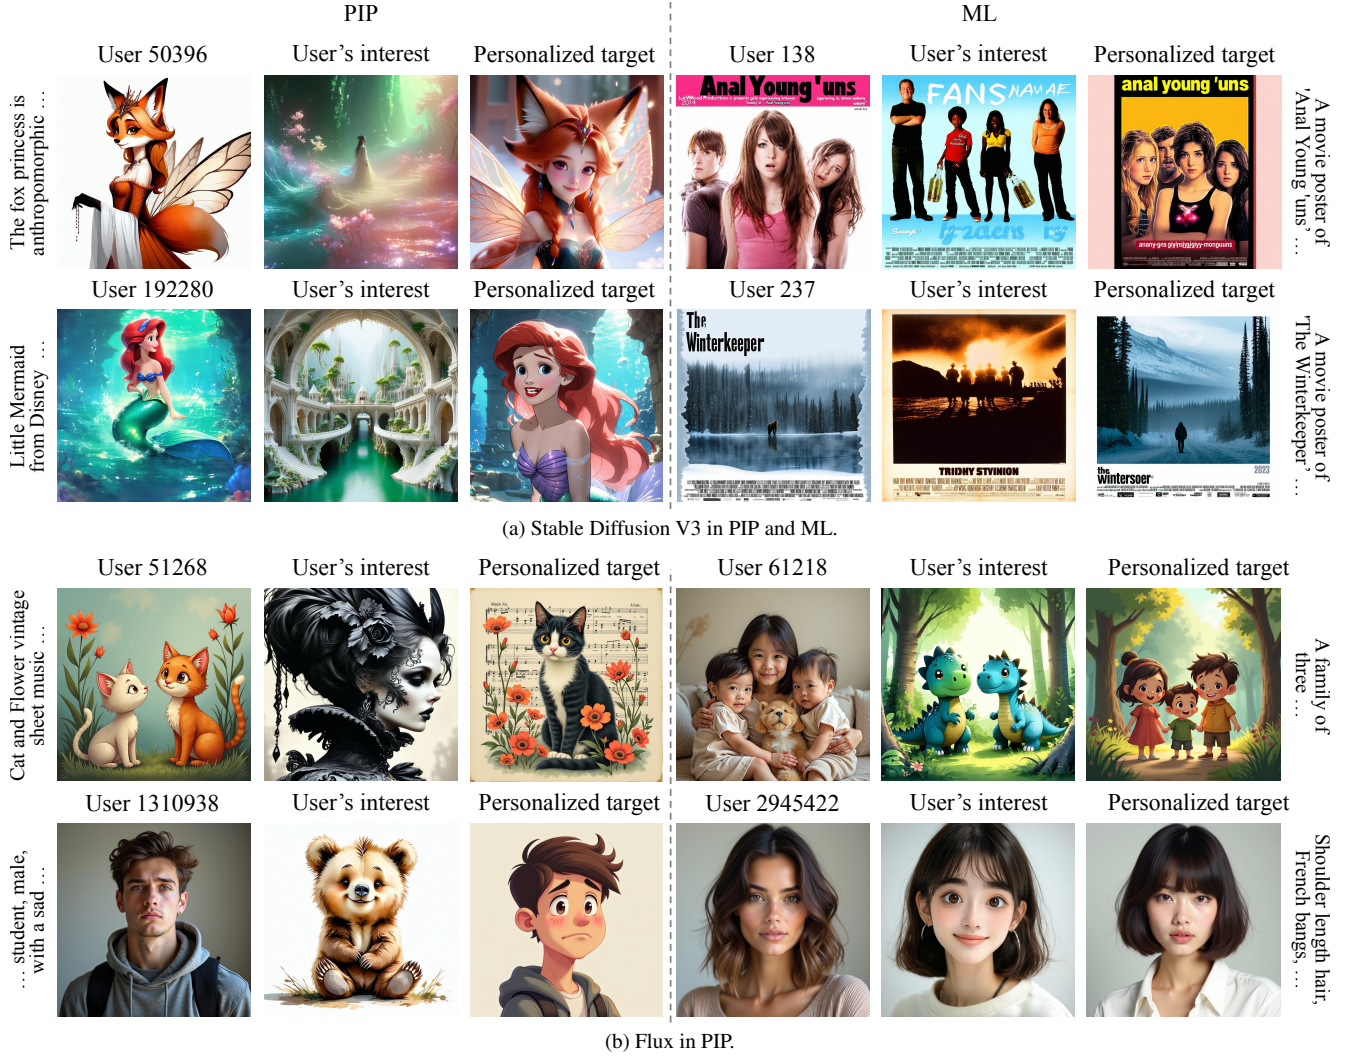 PIP
ML
User 50396
User's interest
Personalized target
User 138
User's interest
Personalized target
The fox princess is
anthropomorphic …
Anal Young 'uns
2014
FANS
anal young 'uns
A movie poster of
'Anal Young 'uns' …
User 192280
User's interest
Personalized target
User 237
User's interest
Personalized target
Little Mermaid
from Disney …
The
Winterkeeper
TRIDHY STVINION
the
wintersoer
2023
A movie poster of
'The Winterkeeper' …
(a) Stable Diffusion V3 in PIP and ML.
User 51268
User's interest
Personalized target
User 61218
User's interest
Personalized target
Cat and Flower vintage
sheet music …
A family of
three …
User 1310938
User's interest
Personalized target
User 2945422
User's interest
Personalized target
… student, male,
with a sad …
Shoulder length hair,
French bangs, …
(b) Flux in PIP.